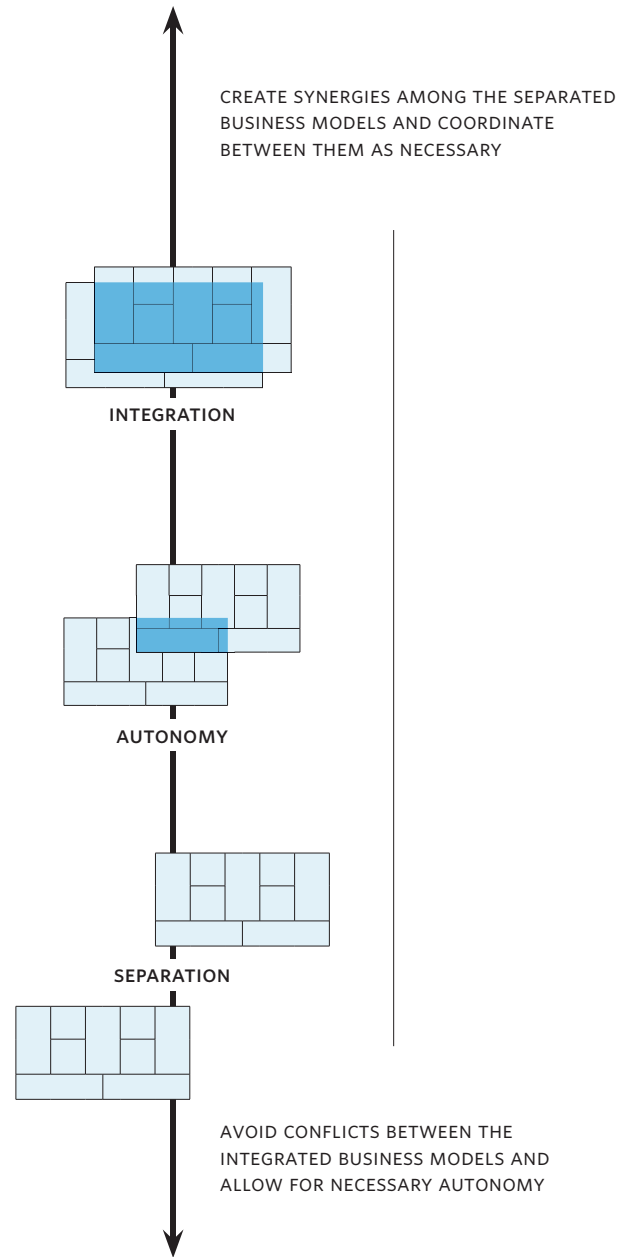 CREATE SYNERGIES AMONG THE SEPARATED
BUSINESS MODELS AND COORDINATE
BETWEEN THEM AS NECESSARY
INTEGRATION
AUTONOMY
SEPARATION
AVOID CONFLICTS BETWEEN THE
INTEGRATED BUSINESS MODELS AND
ALLOW FOR NECESSARY AUTONOMY